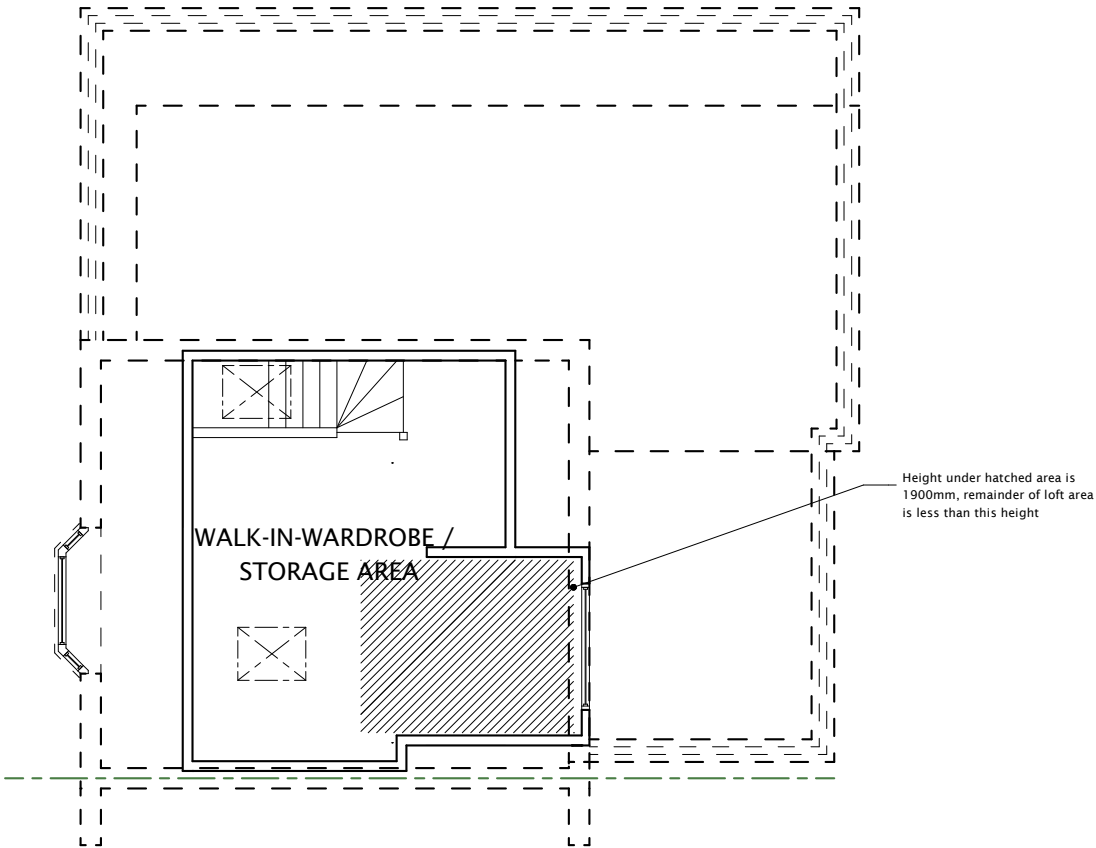 WALK-IN-WARDROBE /
STORAGE AREA
Height under hatched area is
1900mm, remainder of loft area
is less than this height